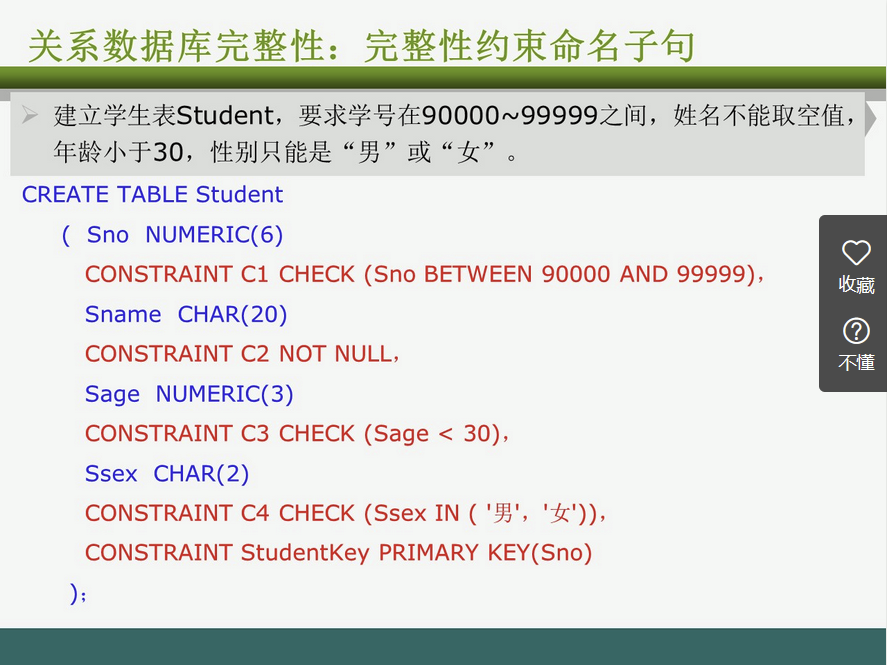 关系数据库完整性：完整性约束命名子句
建立学生表Student，要求学号在90000~99999之间，姓名不能取空值，
年龄小于30，性别只能是“男”或“女”。
CREATE TABLE Student
( Sno NUMERIC(6)
CONSTRAINT C1 CHECK (Sno BETWEEN 90000 AND 99999)，
Sname CHAR(20)
CONSTRAINT C2 NOT NULL，
Sage NUMERIC(3)
CONSTRAINT C3 CHECK (Sage < 30)，
Ssex CHAR(2)
CONSTRAINT C4 CHECK (Ssex IN ( '男'，'女'))，
CONSTRAINT StudentKey PRIMARY KEY(Sno)
)；
收藏
不懂